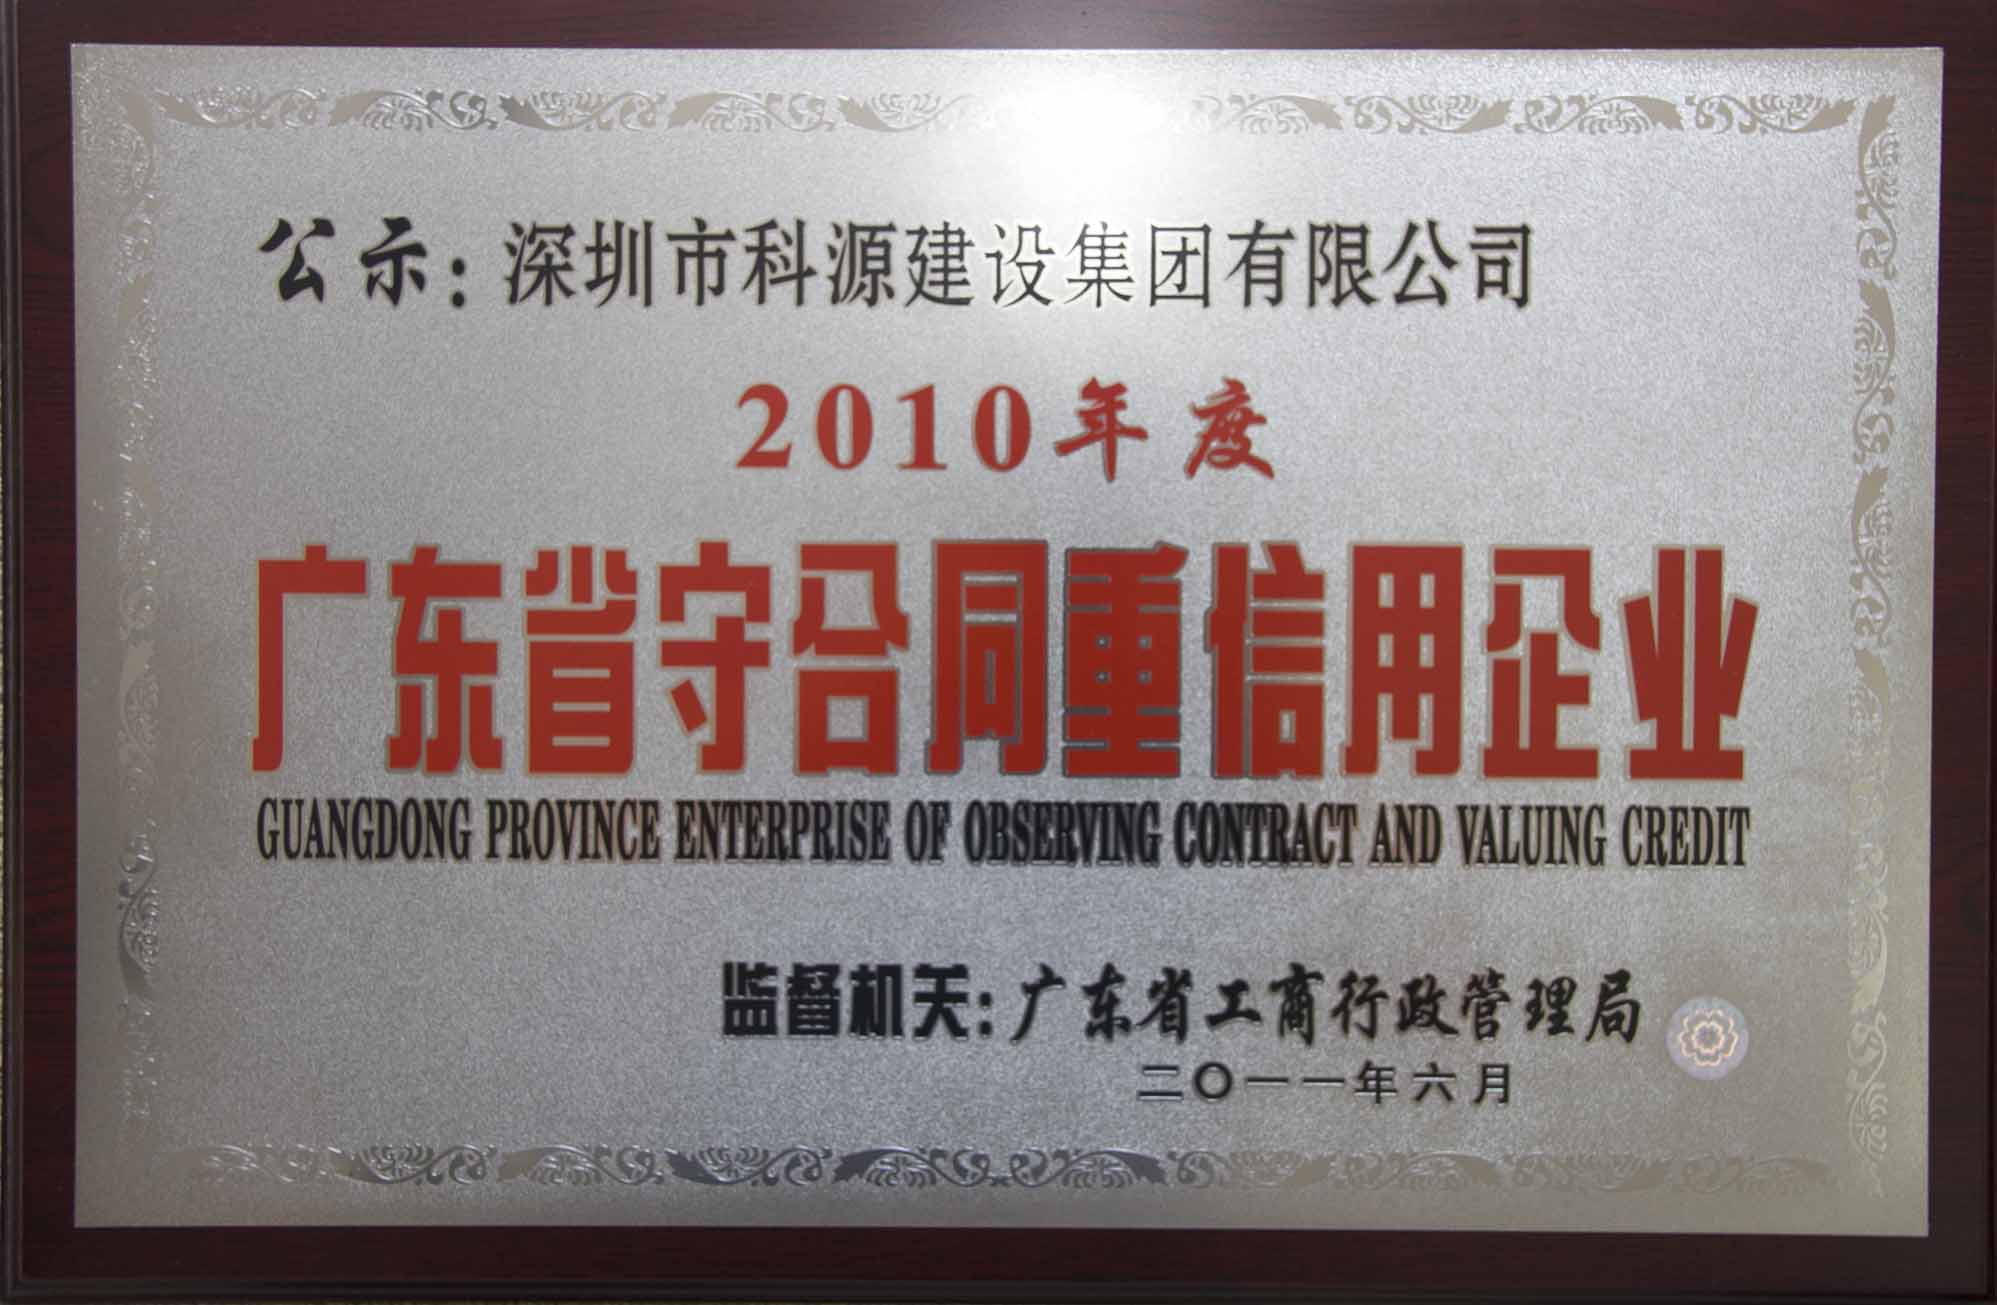 公示：深圳市科源建设集团有限公司
2010年度
广东省守合同重信用企业
GUANGDONG PROVINCE ENTERPRISE OF OBSERVING CONTRACT AND VALUING CREDIT
监督机关：广东省工商行政管理局
二〇一一年六月